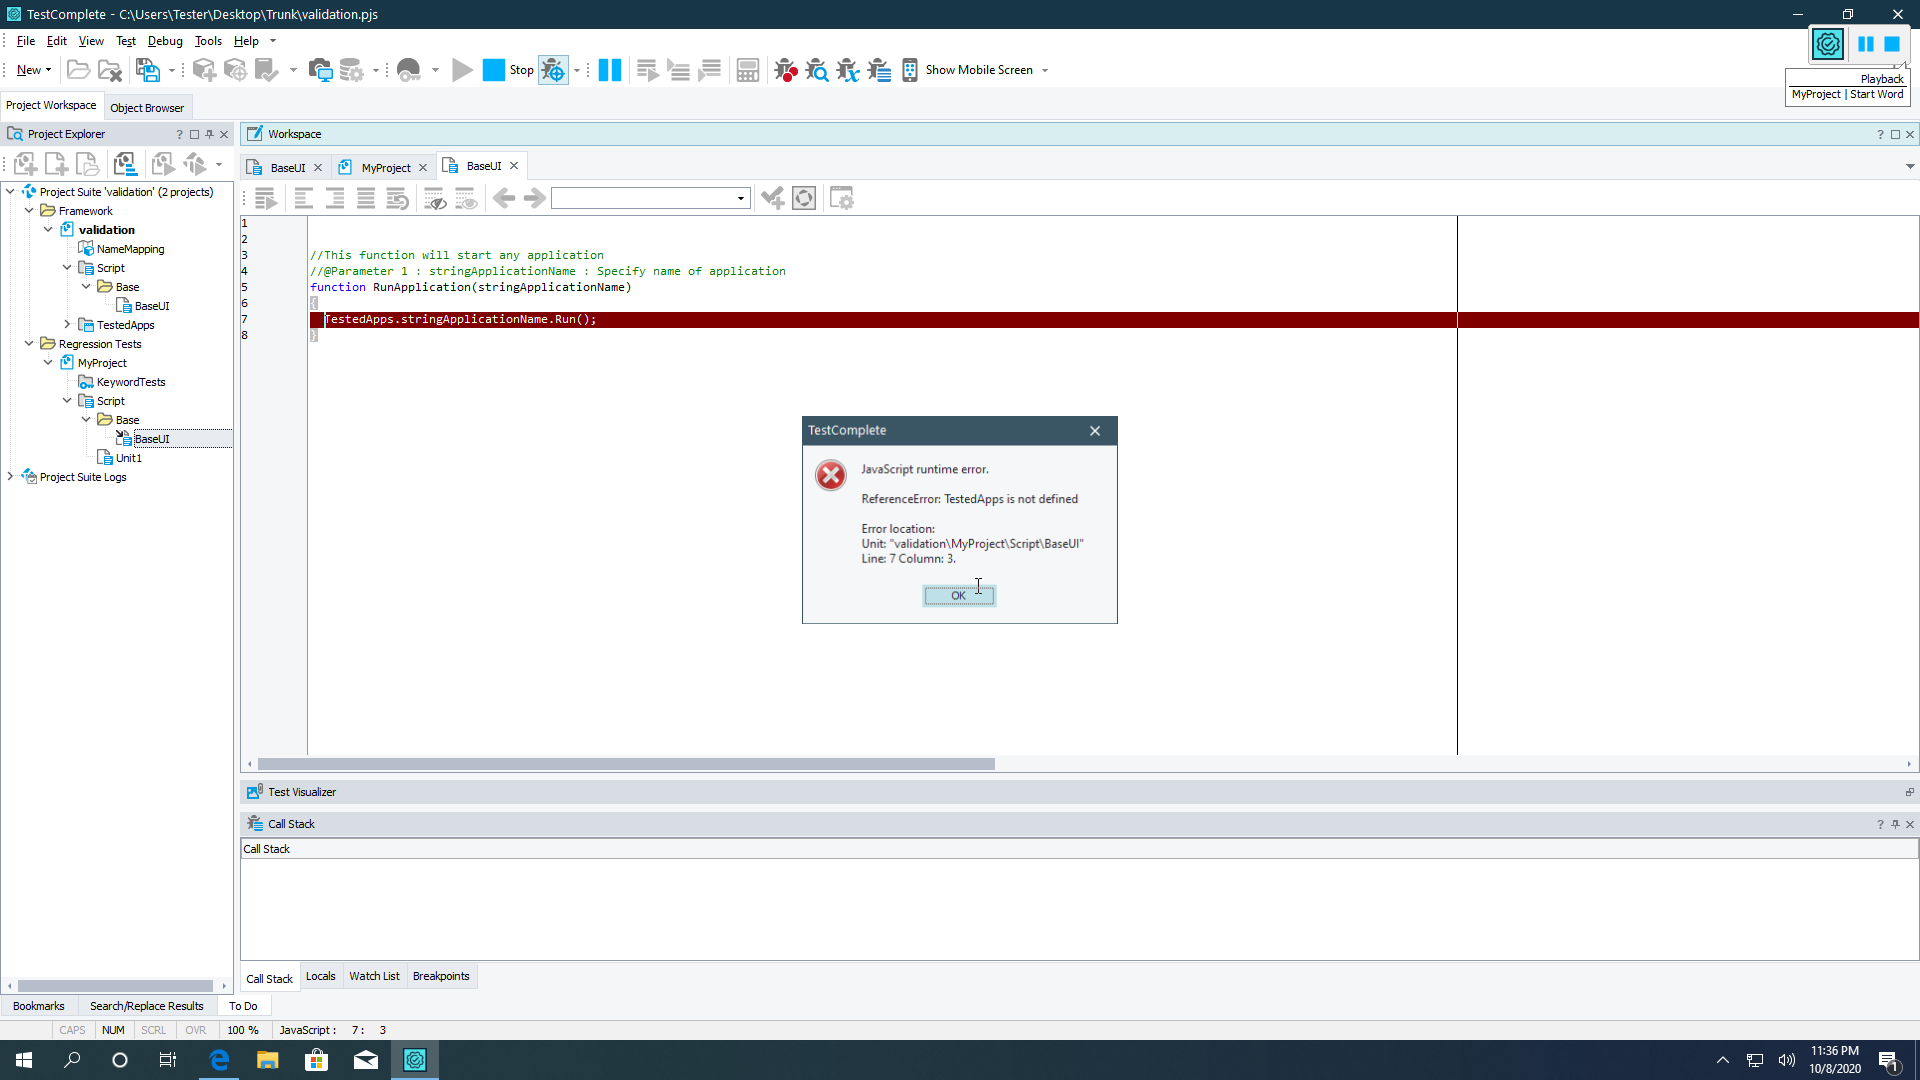 TestComplete - C:\Users\Tester\Desktop\Trunk\validation.pjs
File Edit View Test Debug Tools Help
New Stop Show Mobile Screen
Playback
MyProject | Start Word
Project Workspace Object Browser
Project Explorer ?
Workspace ?
BaseUI MyProject BaseUI
Project Suite 'validation' (2 projects)
Framework
validation
NameMapping
Script
Base
BaseUI
TestedApps
Regression Tests
MyProject
KeywordTests
Script
Base
BaseUI
Unit1
Project Suite Logs
1
2
3 //This function will start any application
4 //@Parameter 1 : stringApplicationName : Specify name of application
5 function RunApplication(stringApplicationName)
6 {
7 TestedApps.stringApplicationName.Run();
8 }
TestComplete
JavaScript runtime error.
ReferenceError: TestedApps is not defined
Error location:
Unit: "validation\MyProject\Script\BaseUI"
Line: 7 Column: 3.
OK
Test Visualizer
Call Stack ?
Call Stack
Call Stack Locals Watch List Breakpoints
Bookmarks Search/Replace Results To Do
CAPS NUM SCRL OVR 100 % JavaScript : 7 : 3
11:36 PM
10/8/2020
1